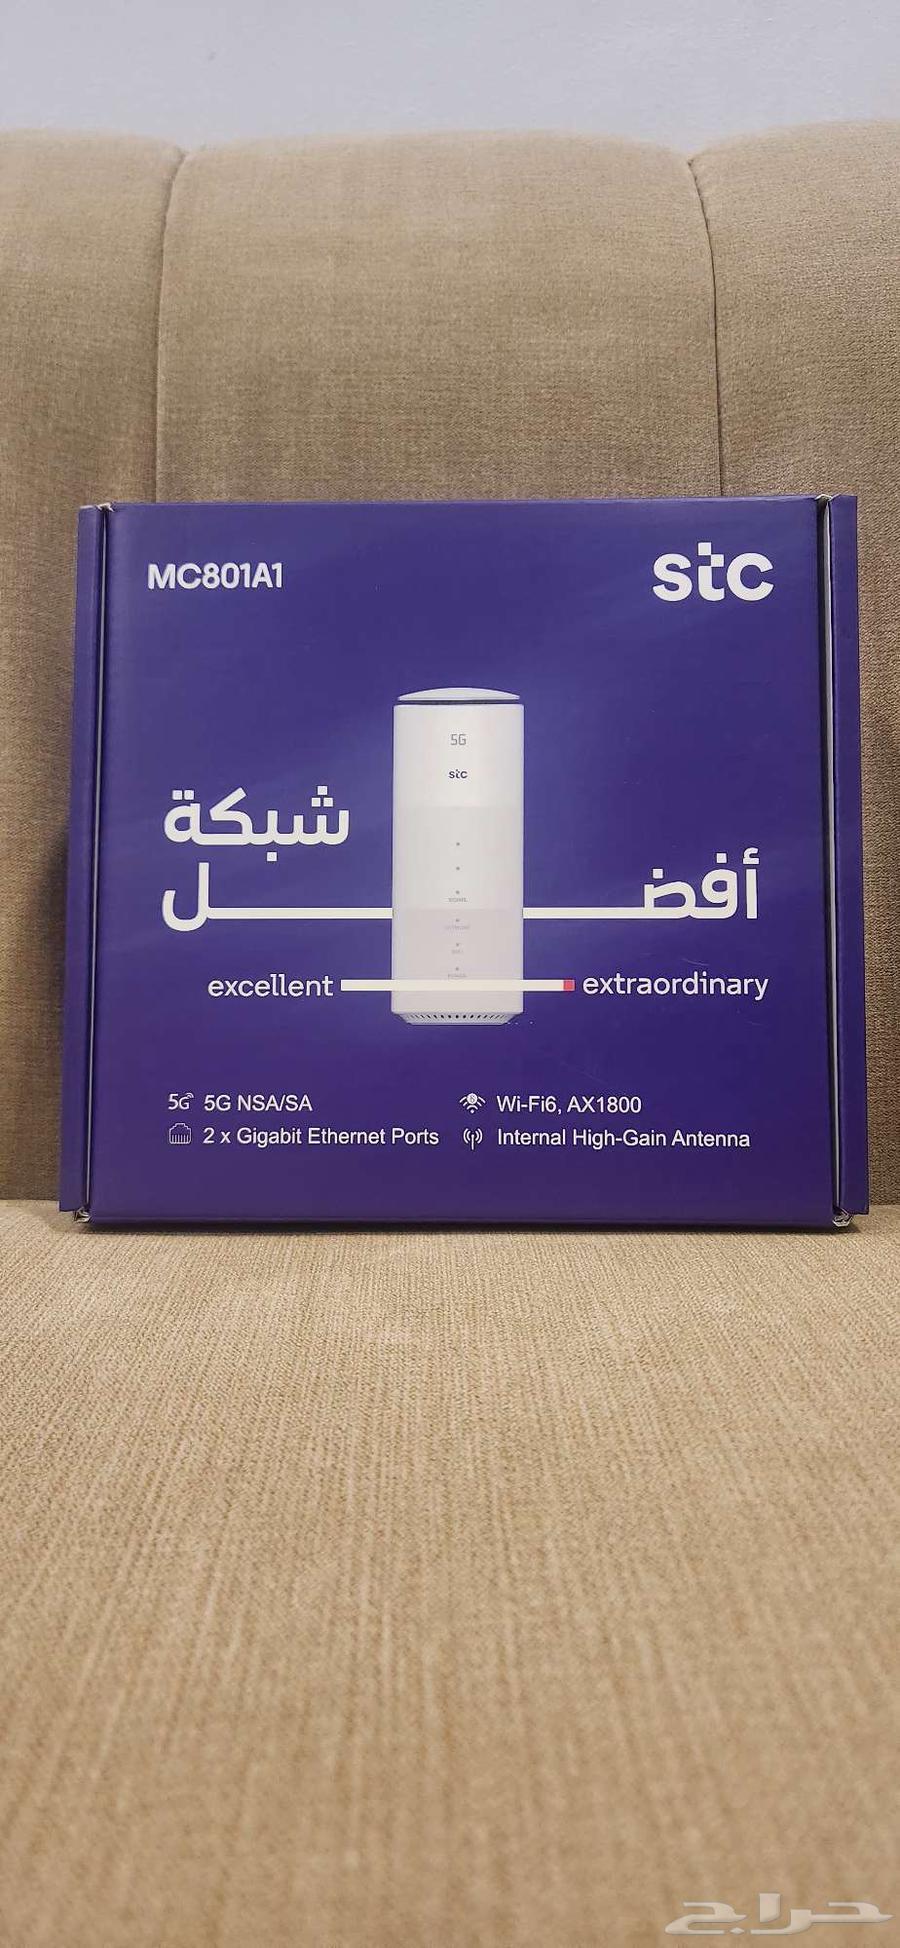 MC801A1
stc
5G
stc
شبكة
أفضل
excellent extraordinary
5G 5G NSA/SA
Wi-Fi6, AX1800
2 x Gigabit Ethernet Ports
Internal High-Gain Antenna
حراج